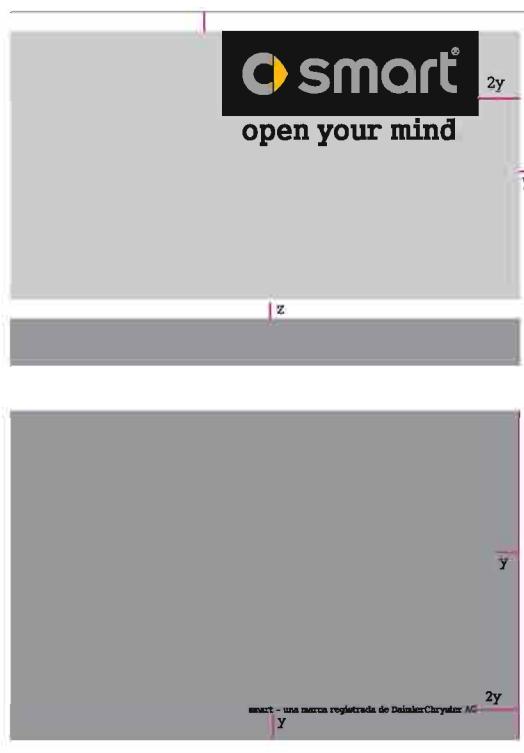 smart®
2y
open your mind
y
z
y
smart - una marca registrada de DaimlerChrysler AG
2y
y